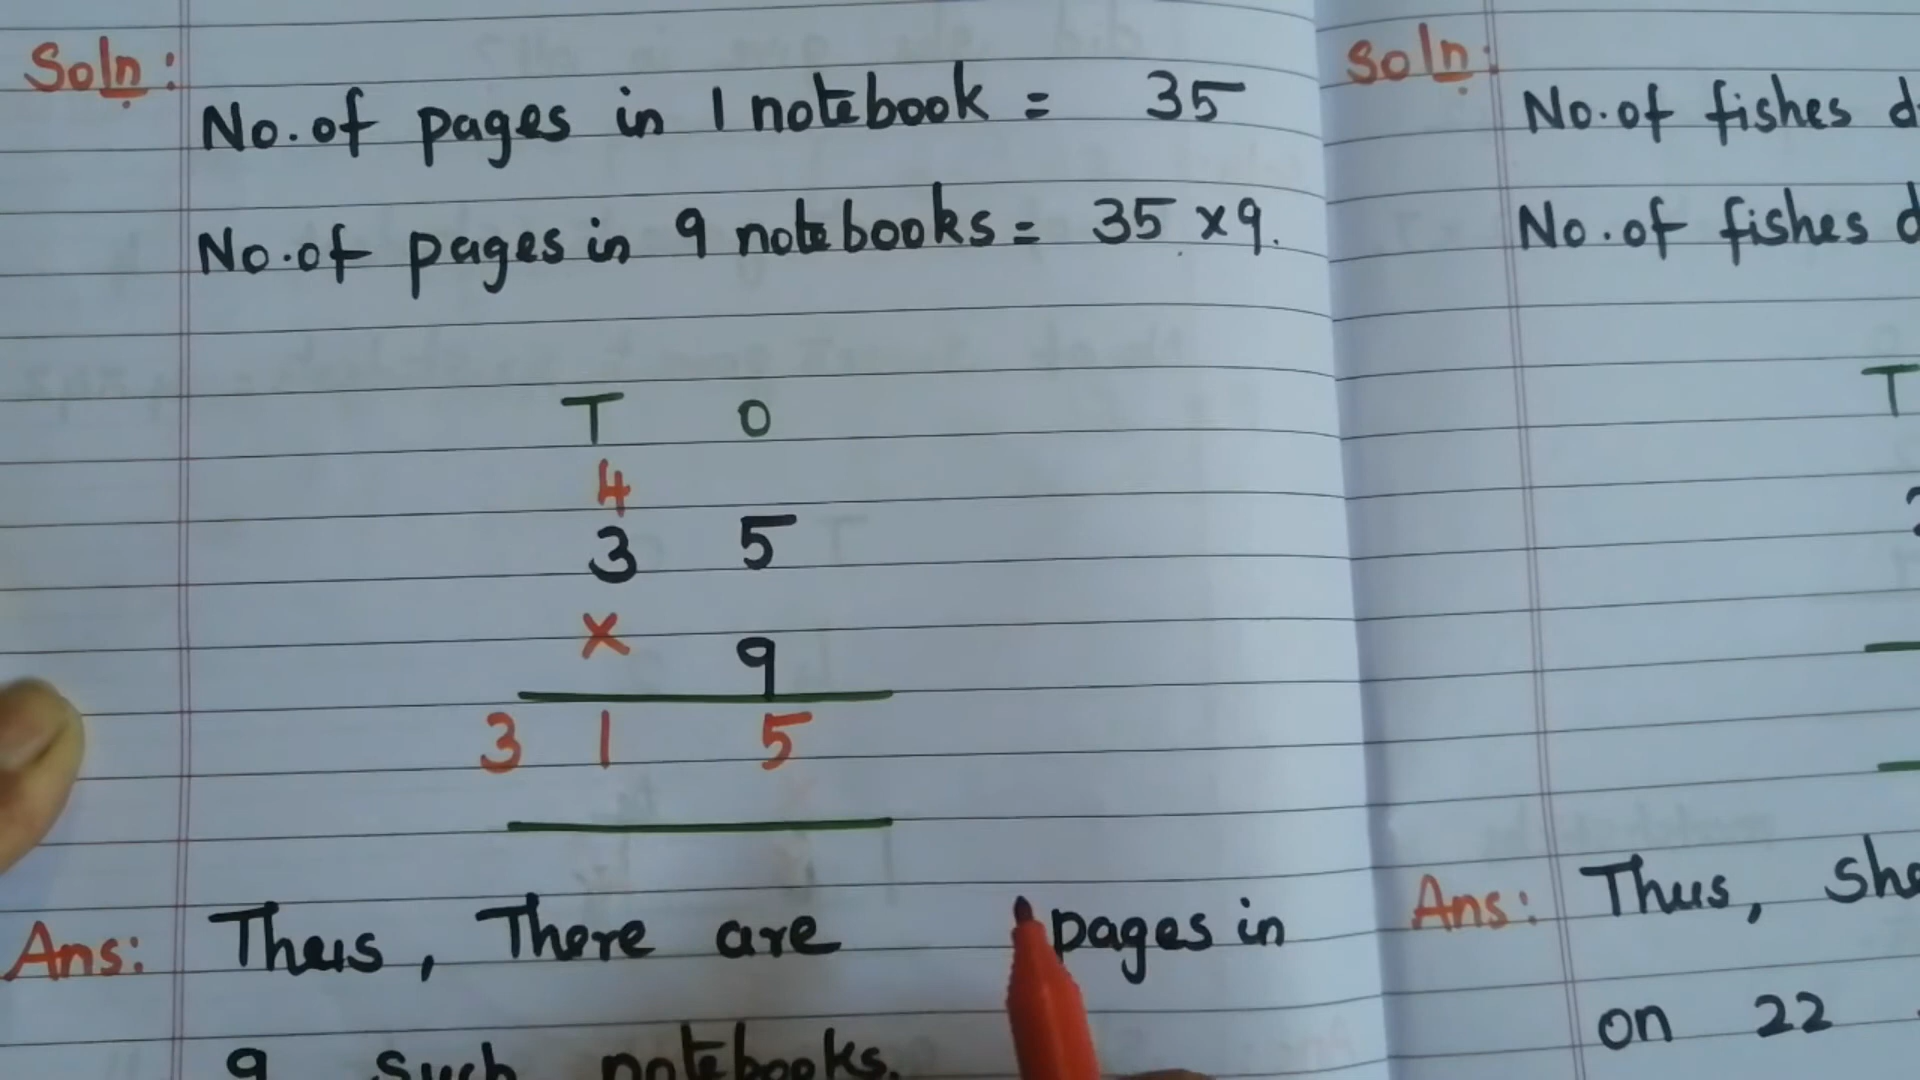 Soln:
No. of pages in 1 notebook = 35
No. of pages in 9 notebooks = 35 × 9.
T O
4
3 5
× 9
3 1 5
Ans: Thus, There are pages in
9 such notebooks.
Soln:
No. of fishes
No. of fishes
T
Ans: Thus, She
on 22